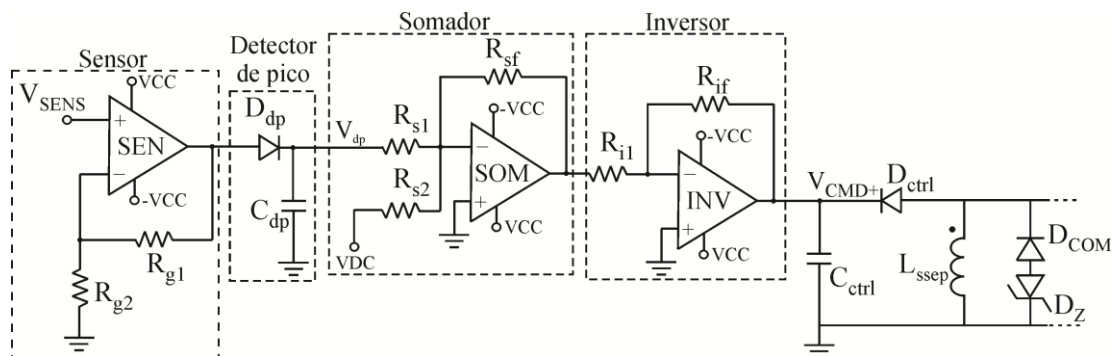 Sensor
Detector
de pico
Somador
Inversor
V_SENS
VCC
+
SEN
−
-VCC
R_g1
R_g2
D_dp
C_dp
V_dp
R_s1
R_s2
VDC
R_sf
-VCC
−
SOM
+
VCC
R_i1
R_if
-VCC
−
INV
+
VCC
V_CMD+
D_ctrl
C_ctrl
L_ssep
D_COM
D_Z